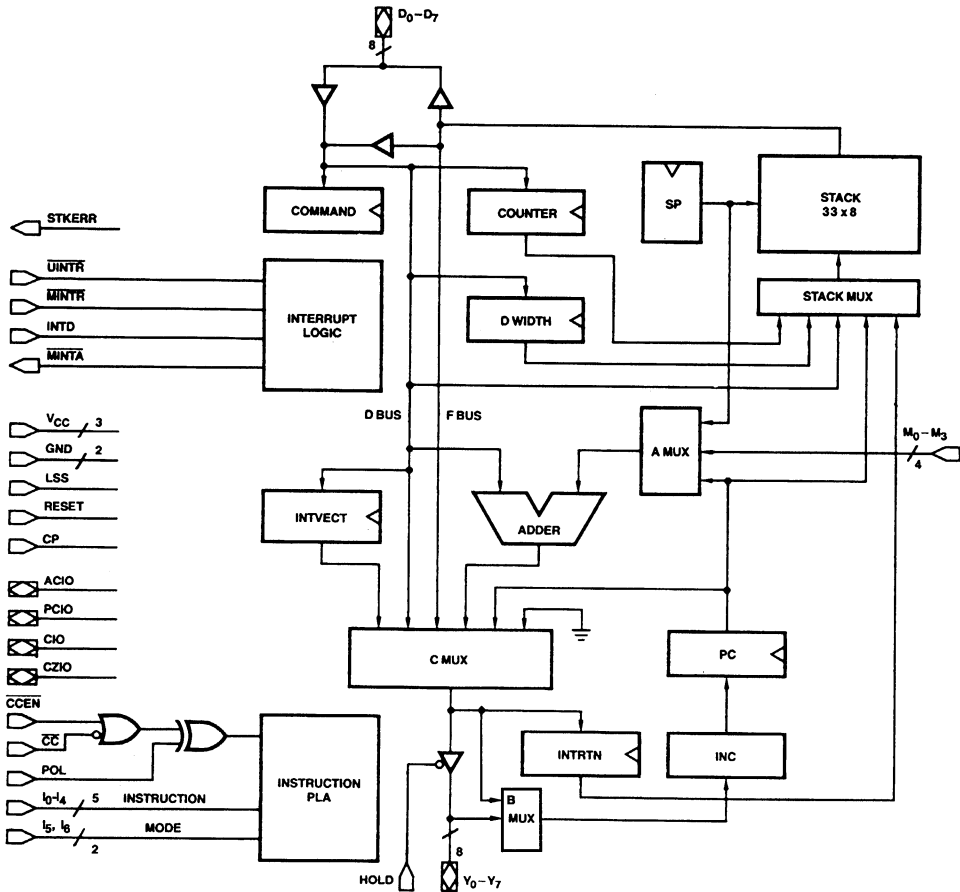 D0–D7
8
COMMAND
COUNTER
SP
STACK
33 x 8
STKERR
UINTR
MINTR
INTD
MINTA
INTERRUPT
LOGIC
D WIDTH
STACK MUX
D BUS
F BUS
VCC
3
GND
2
LSS
RESET
CP
A MUX
M0–M3
4
INTVECT
ADDER
ACIO
PCIO
CIO
CZIO
C MUX
PC
CCEN
CC
POL
I0-I4
5
INSTRUCTION
I5, I6
2
MODE
INSTRUCTION
PLA
INTRTN
INC
B
MUX
8
HOLD
Y0–Y7